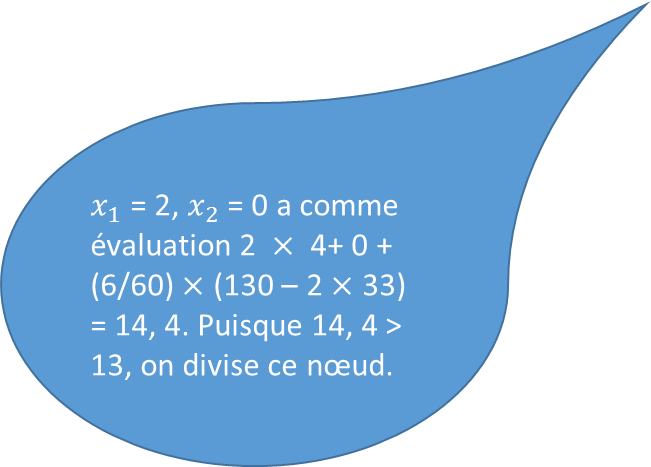 𝑥₁ = 2, 𝑥₂ = 0 a comme
évaluation 2 × 4+ 0 +
(6/60) × (130 – 2 × 33)
= 14, 4. Puisque 14, 4 >
13, on divise ce nœud.